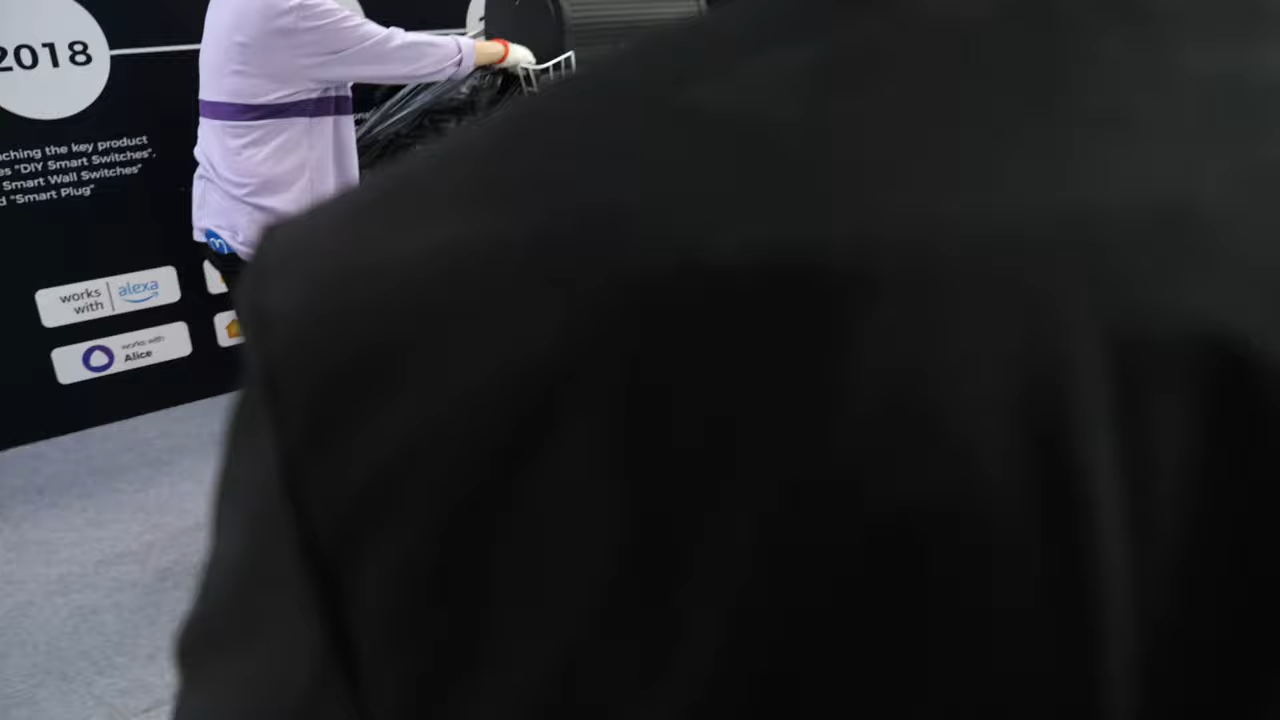 2018
ching the key product
es "DIY Smart Switches",
Smart Wall Switches"
d "Smart Plug"
works with | alexa
works with
Alice